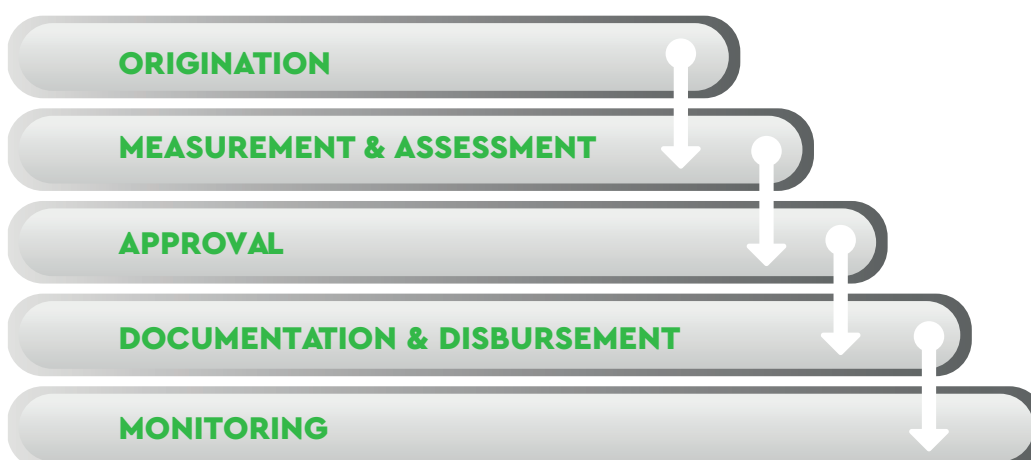 ORIGINATION
MEASUREMENT & ASSESSMENT
APPROVAL
DOCUMENTATION & DISBURSEMENT
MONITORING